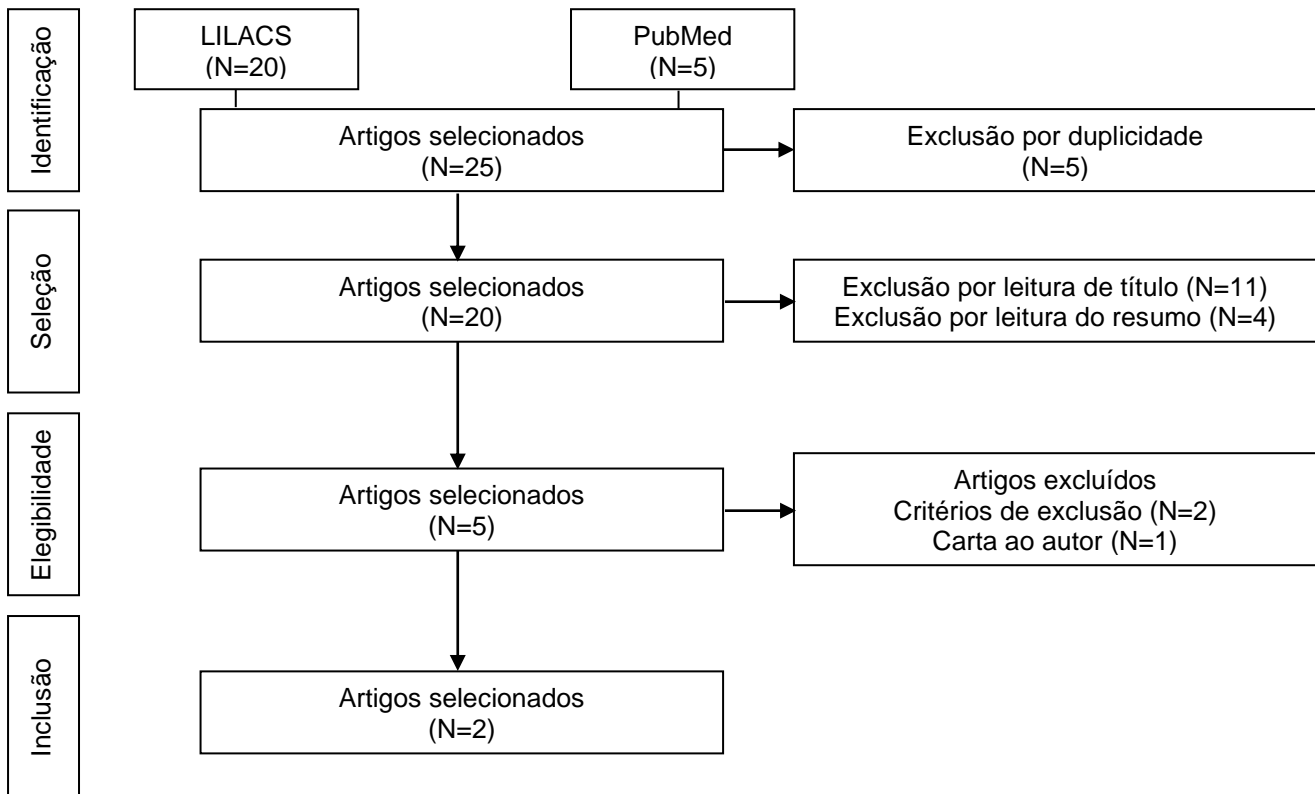 Identificação
LILACS
(N=20)
PubMed
(N=5)
Artigos selecionados
(N=25)
Exclusão por duplicidade
(N=5)
Seleção
Artigos selecionados
(N=20)
Exclusão por leitura de título (N=11)
Exclusão por leitura do resumo (N=4)
Elegibilidade
Artigos selecionados
(N=5)
Artigos excluídos
Critérios de exclusão (N=2)
Carta ao autor (N=1)
Inclusão
Artigos selecionados
(N=2)